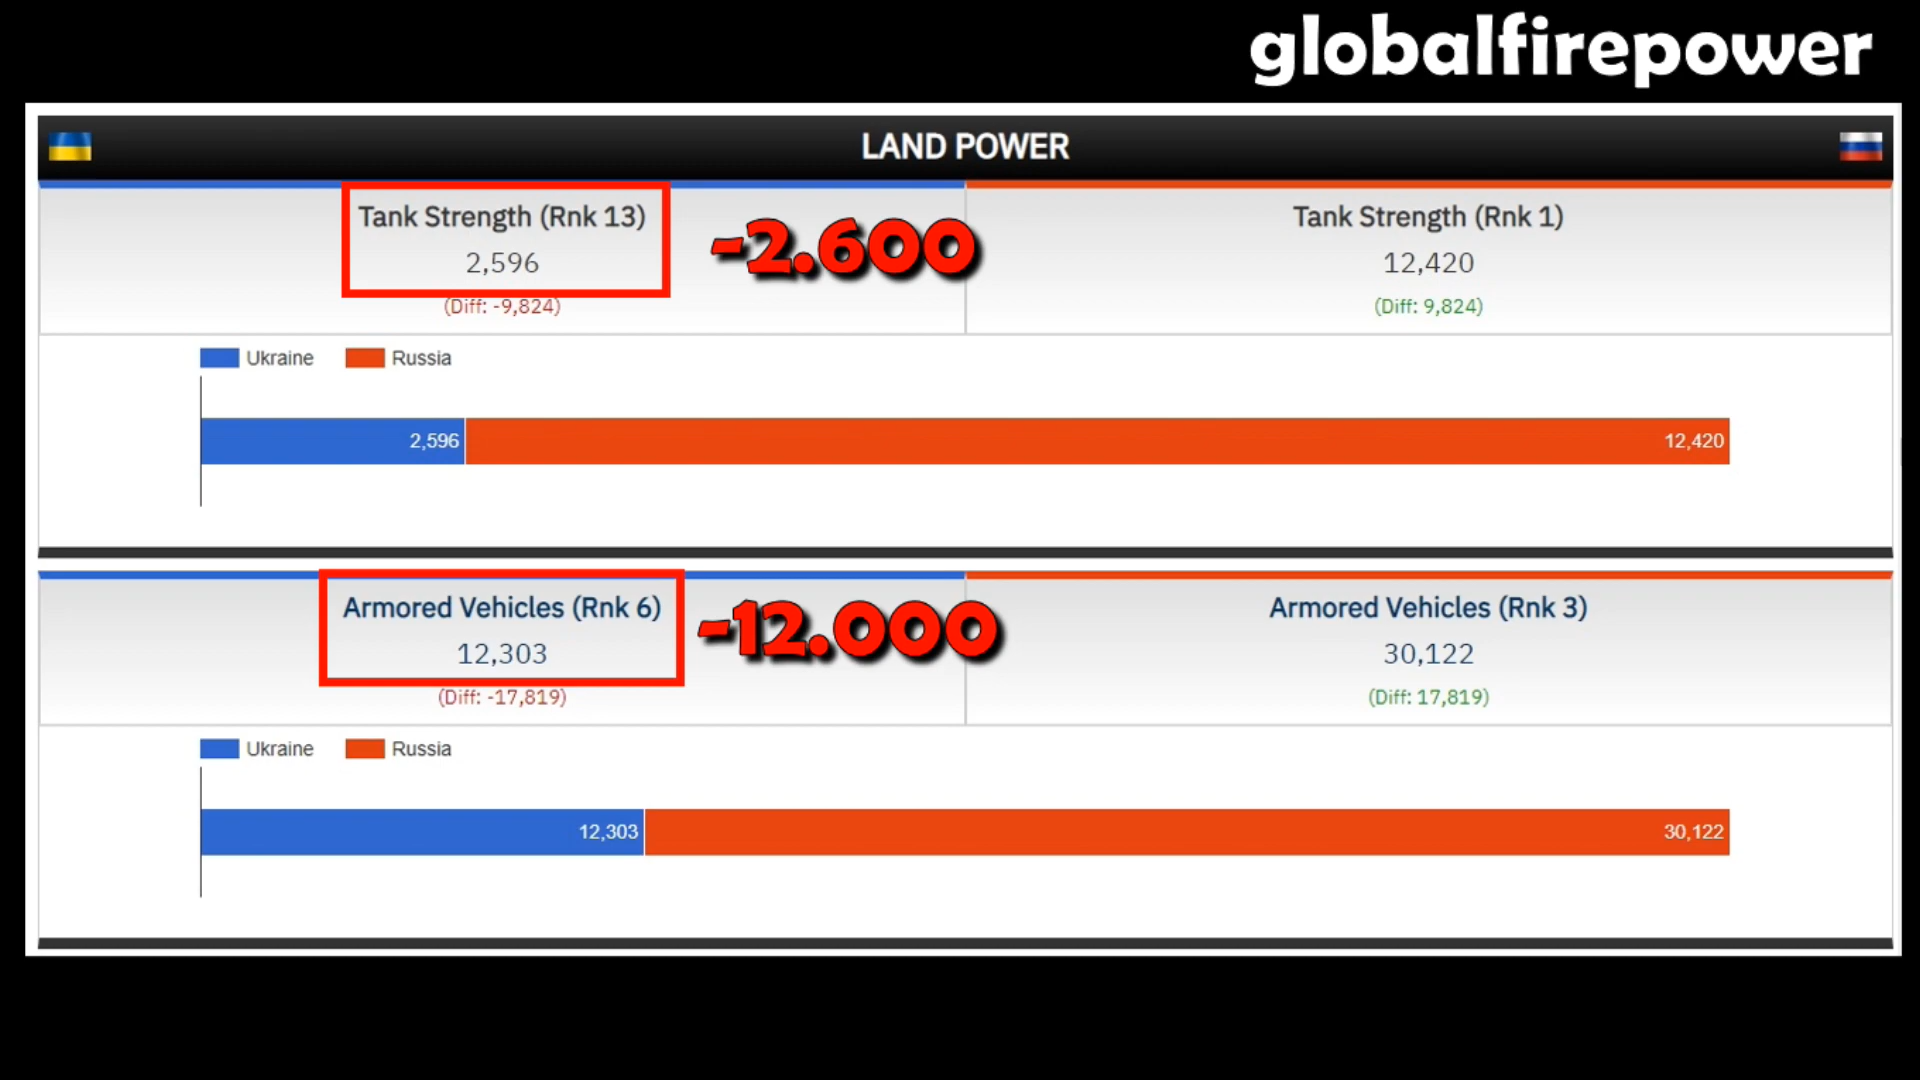 globalfirepower
LAND POWER
Tank Strength (Rnk 13)
2,596
(Diff: -9,824)
-2.600
Tank Strength (Rnk 1)
12,420
(Diff: 9,824)
Ukraine Russia
2,596 12,420
Armored Vehicles (Rnk 6)
12,303
(Diff: -17,819)
-12.000
Armored Vehicles (Rnk 3)
30,122
(Diff: 17,819)
Ukraine Russia
12,303 30,122